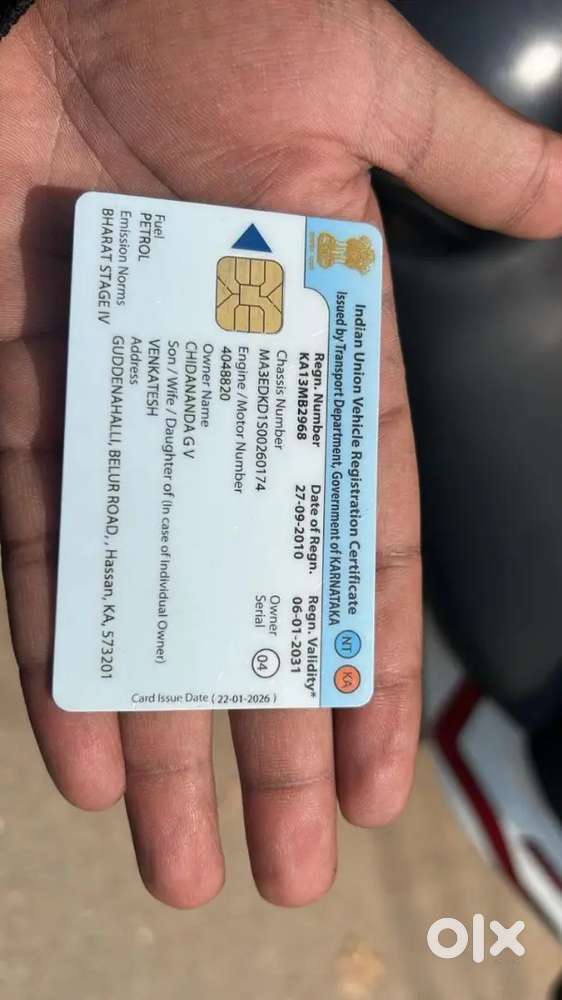 Indian Union Vehicle Registration Certificate
Issued by Transport Department, Government of KARNATAKA
NT KA
Regn. Number Date of Regn. Regn. Validity*
KA13MB2968 27-09-2010 06-01-2031
Chassis Number
MA3EDKD1S00260174
Engine / Motor Number
4048820
Owner Serial 04
Owner Name
CHIDANANDA G V
Son / Wife / Daughter of (In case of Individual Owner)
VENKATESH
Fuel
PETROL
Emission Norms
BHARAT STAGE IV
Address
GUDDENAHALLI, BELUR ROAD, , Hassan, KA, 573201
Card Issue Date ( 22-01-2026 )
olx